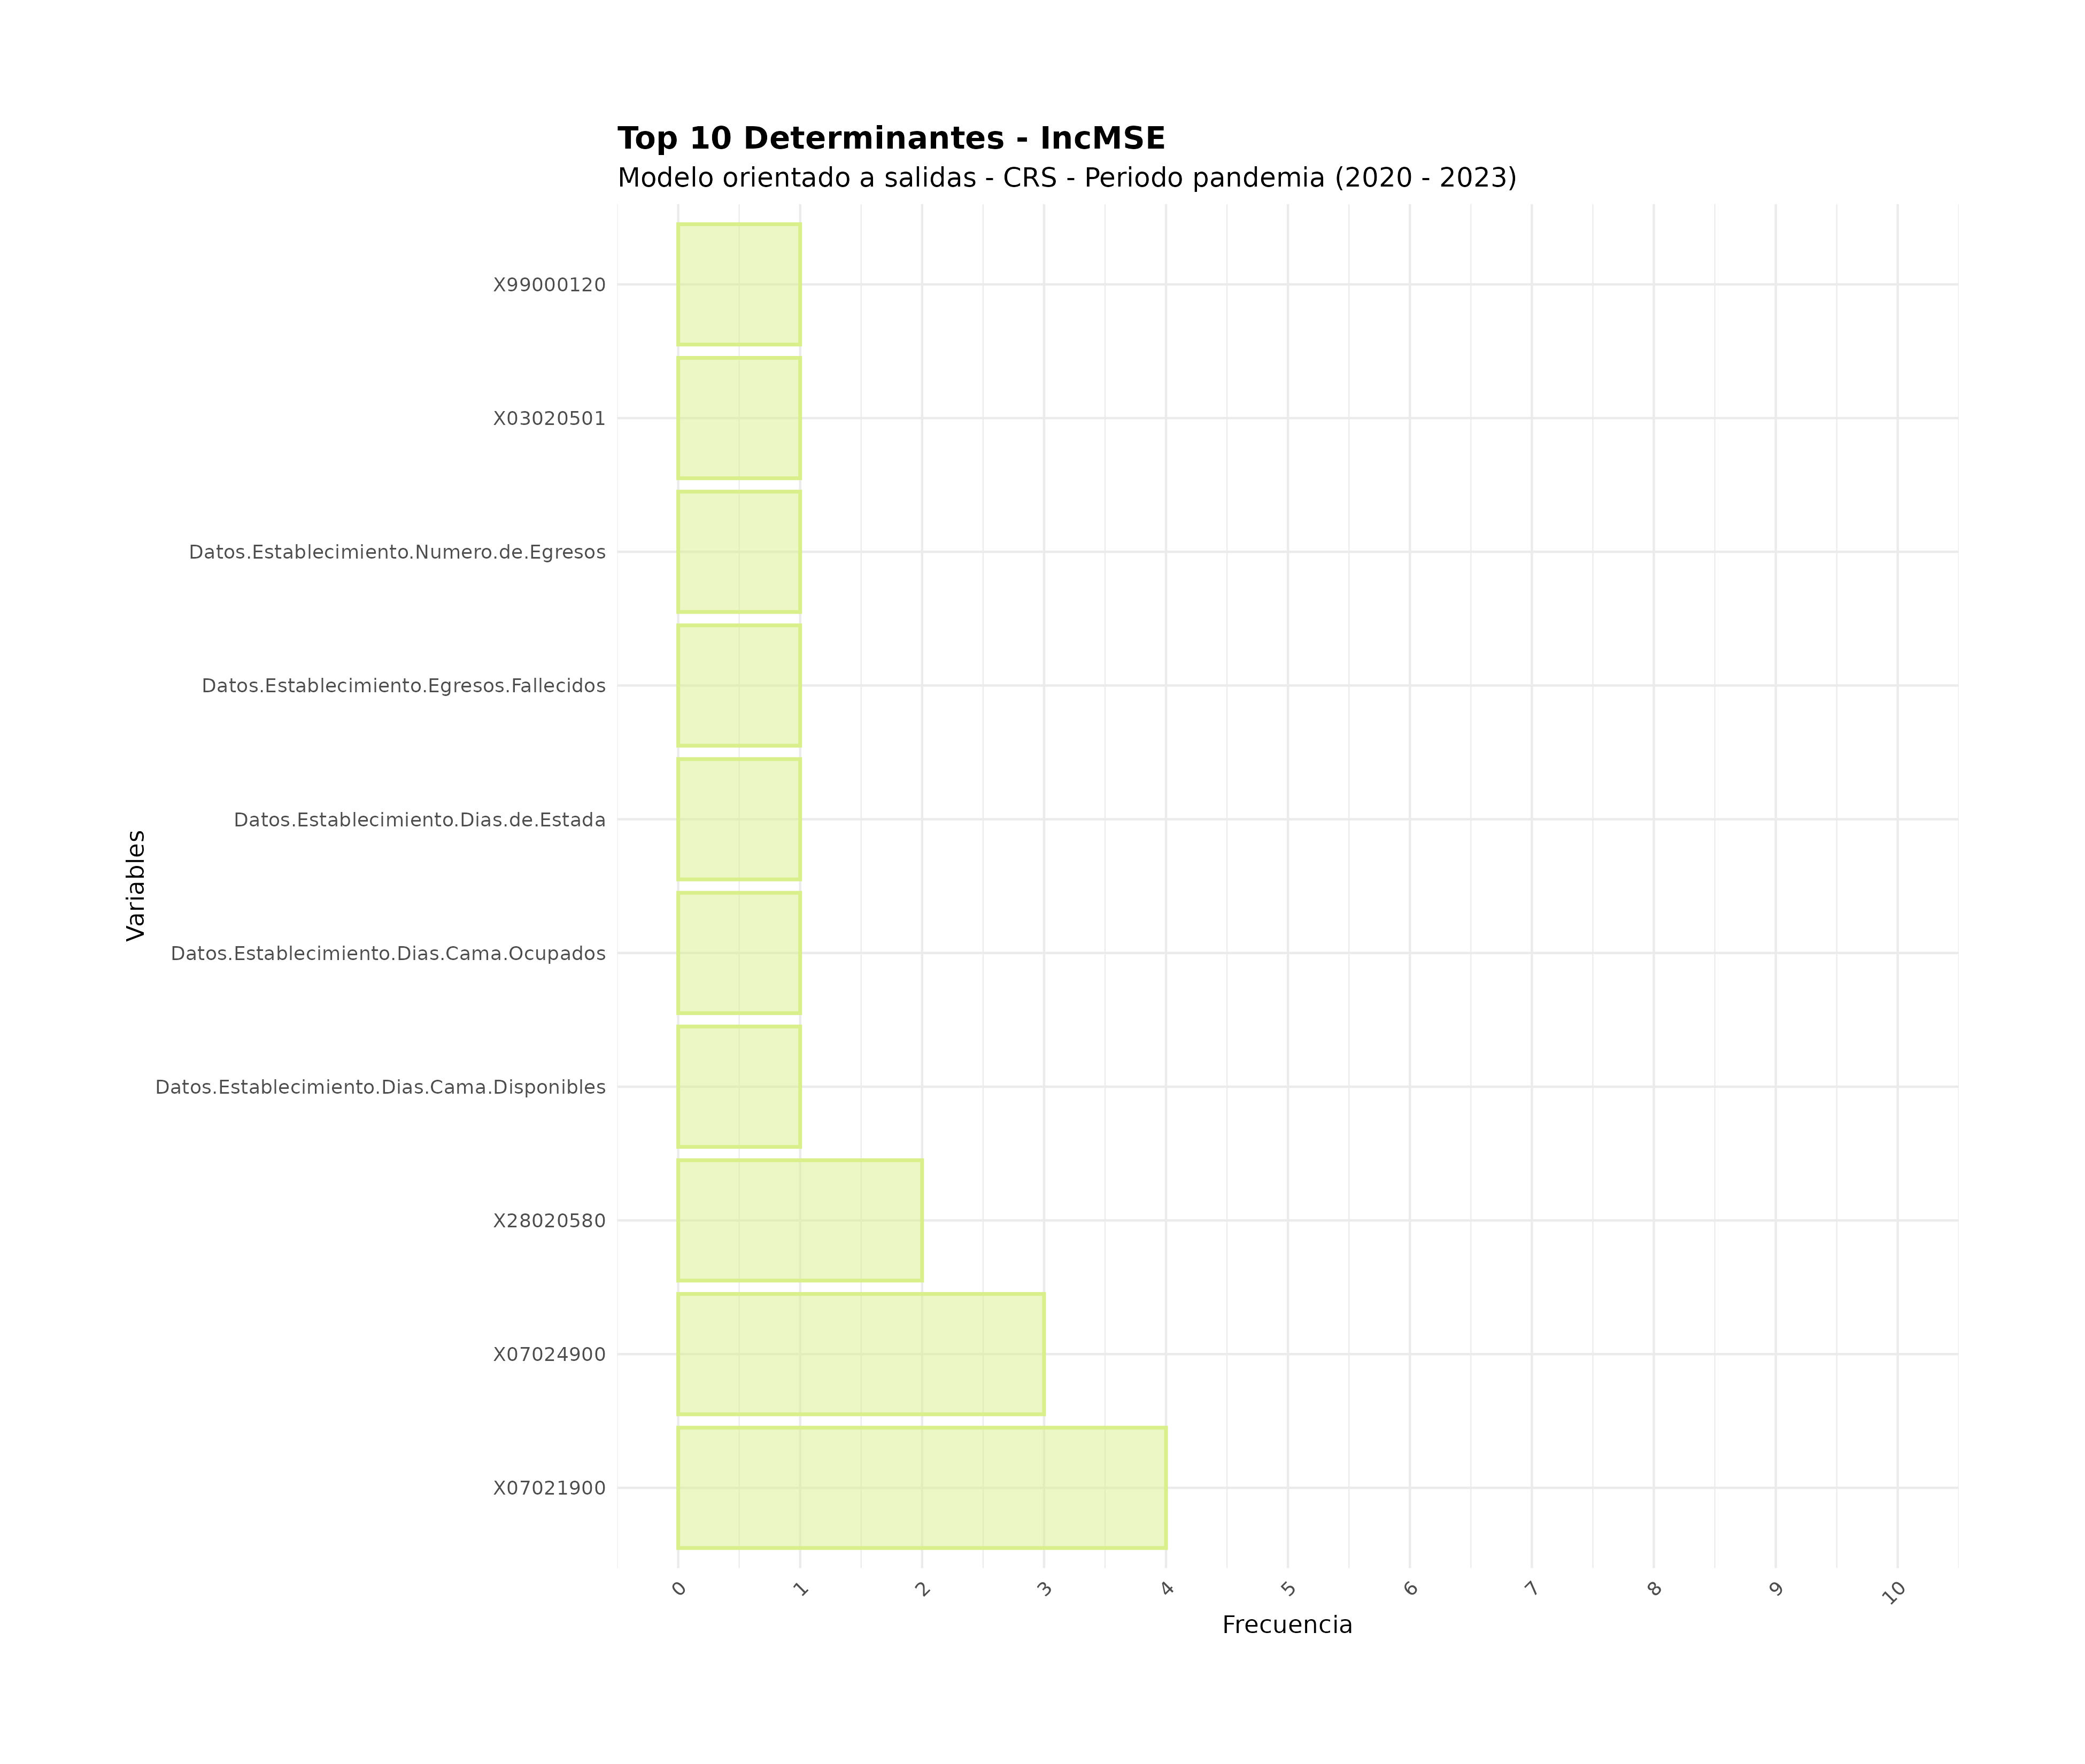 Top 10 Determinantes - IncMSE
Modelo orientado a salidas - CRS - Periodo pandemia (2020 - 2023)
Variables
X99000120
X03020501
Datos.Establecimiento.Numero.de.Egresos
Datos.Establecimiento.Egresos.Fallecidos
Datos.Establecimiento.Dias.de.Estada
Datos.Establecimiento.Dias.Cama.Ocupados
Datos.Establecimiento.Dias.Cama.Disponibles
X28020580
X07024900
X07021900
0 1 2 3 4 5 6 7 8 9 10
Frecuencia